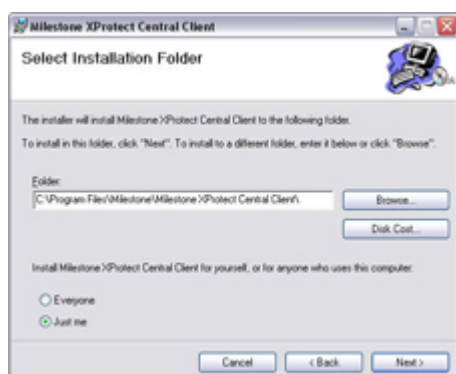 Milestone XProtect Central Client
Select Installation Folder
The installer will install Milestone XProtect Central Client to the following folder.
To install in this folder, click "Next". To install to a different folder, enter it below or click "Browse".
Folder:
C:\Program Files\Milestone\Milestone XProtect Central Client\
Browse...
Disk Cost...
Install Milestone XProtect Central Client for yourself, or for anyone who uses this computer:
Everyone
Just me
Cancel
< Back
Next >